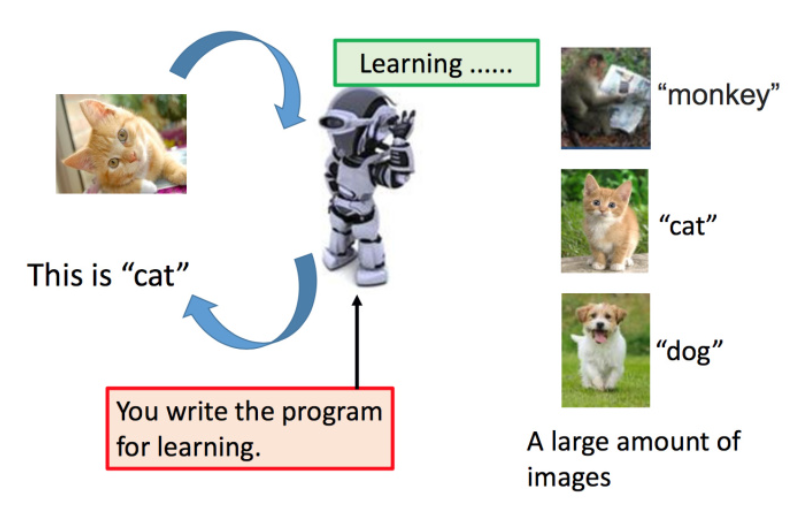 Learning ......
“monkey”
“cat”
This is “cat”
“dog”
You write the program
for learning.
A large amount of
images